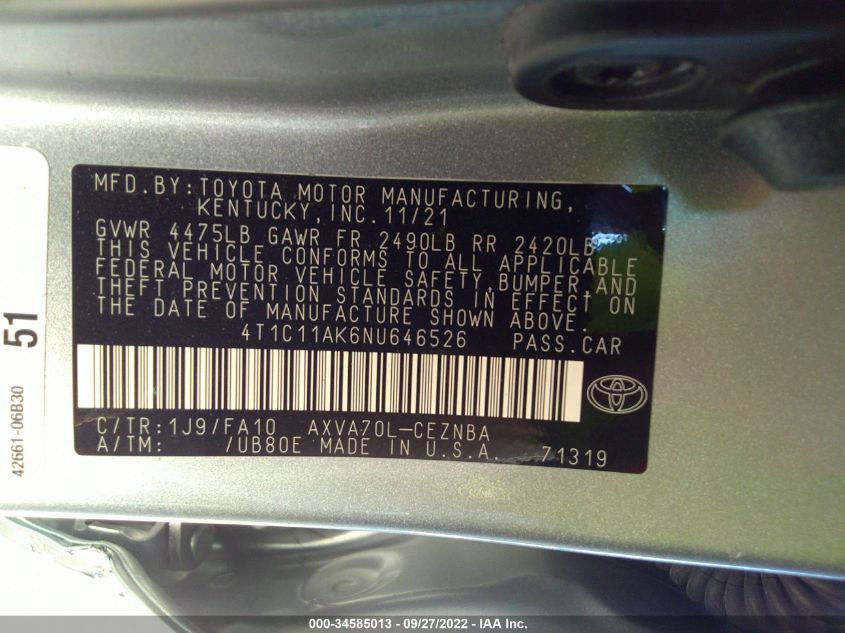 MFD.BY:TOYOTA MOTOR MANUFACTURING,
KENTUCKY, INC. 11/21
GVWR 4475LB GAWR FR 2490LB RR 2420LB
THIS VEHICLE CONFORMS TO ALL APPLICABLE
FEDERAL MOTOR VEHICLE SAFETY, BUMPER, AND
THEFT PREVENTION STANDARDS IN EFFECT ON
THE DATE OF MANUFACTURE SHOWN ABOVE.
4T1C11AK6NU646526 PASS.CAR
C/TR:1J9/FA10 AXVA70L-CEZNBA
A/TM: /UB80E MADE IN U.S.A. 71319
51
42661-06B30
000-34585013 - 09/27/2022 - IAA Inc.